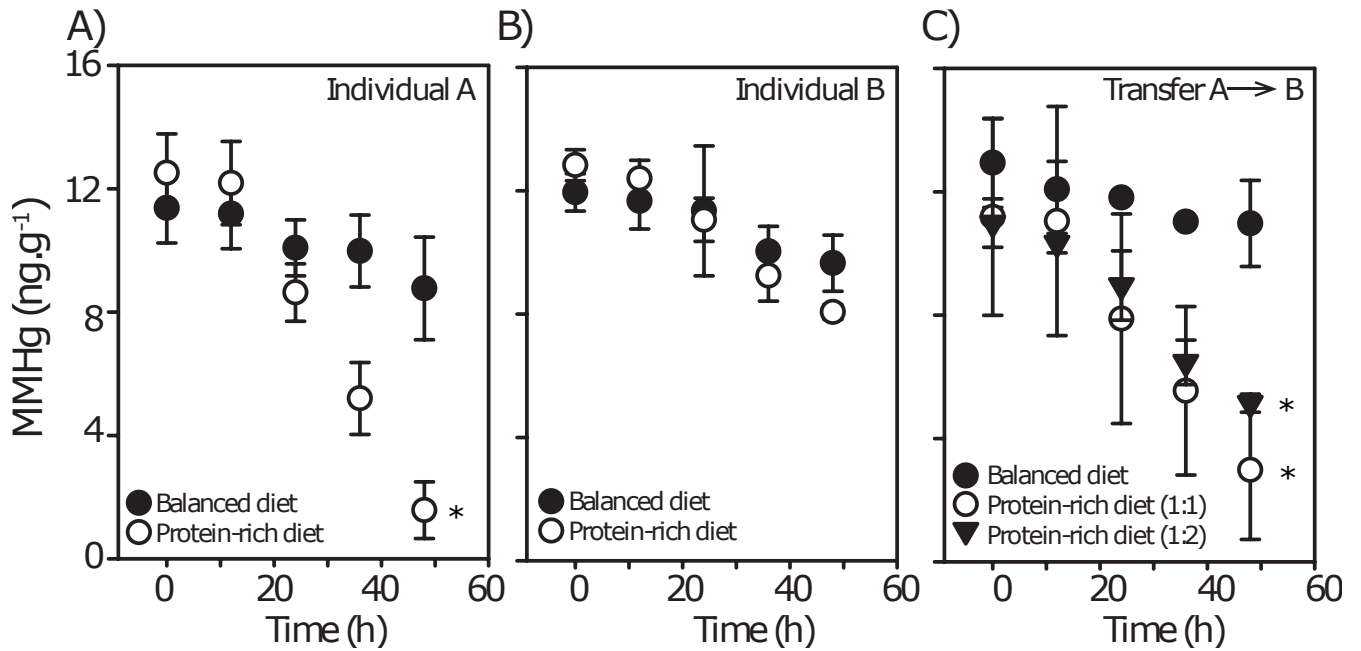 A)
B)
C)
MMHg (ng.g⁻¹)
16
12
8
4
0
Individual A
Balanced diet
Protein-rich diet
*
0 20 40 60
Time (h)
Individual B
Balanced diet
Protein-rich diet
0 20 40 60
Time (h)
Transfer A → B
*
*
Balanced diet
Protein-rich diet (1:1)
Protein-rich diet (1:2)
0 20 40 60
Time (h)